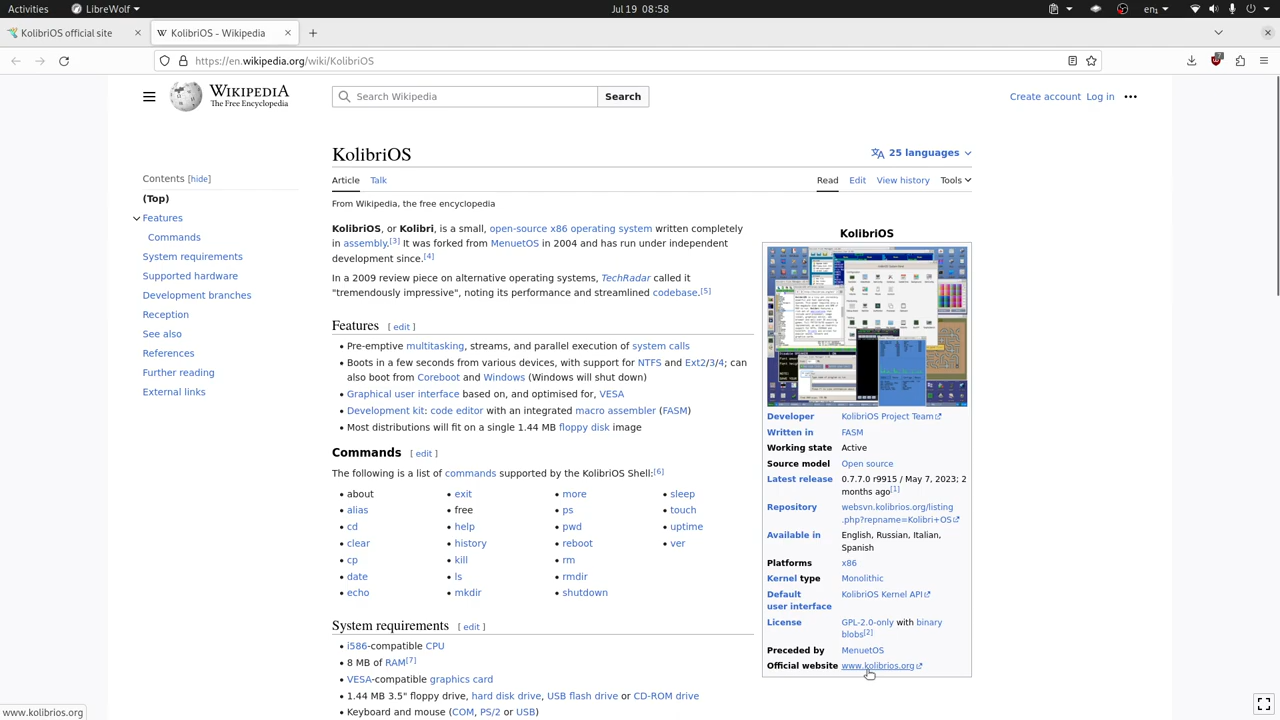 Activities LibreWolf Jul 19 08:58 en
KolibriOS official site
KolibriOS - Wikipedia
https://en.wikipedia.org/wiki/KolibriOS
WIKIPEDIA
The Free Encyclopedia
Search Wikipedia
Search
Create account Log in
KolibriOS
25 languages
Article Talk
Read Edit View history Tools
From Wikipedia, the free encyclopedia
Contents [hide]
(Top)
Features
Commands
System requirements
Supported hardware
Development branches
Reception
See also
References
Further reading
External links
KolibriOS, or Kolibri, is a small, open-source x86 operating system written completely
in assembly.[3] It was forked from MenuetOS in 2004 and has run under independent
development since.[4]
In a 2009 review piece on alternative operating systems, TechRadar called it
"tremendously impressive", noting its performance and streamlined codebase.[5]
Features [ edit ]
• Pre-emptive multitasking, streams, and parallel execution of system calls
• Boots in a few seconds from various devices, with support for NTFS and Ext2/3/4; can
also boot from Coreboot and Windows (Windows will shut down)
• Graphical user interface based on, and optimised for, VESA
• Development kit: code editor with an integrated macro assembler (FASM)
• Most distributions will fit on a single 1.44 MB floppy disk image
Commands [ edit ]
The following is a list of commands supported by the KolibriOS Shell:[6]
• about
• alias
• cd
• clear
• cp
• date
• echo
• exit
• free
• help
• history
• kill
• ls
• mkdir
• more
• ps
• pwd
• reboot
• rm
• rmdir
• shutdown
• sleep
• touch
• uptime
• ver
System requirements [ edit ]
• i586-compatible CPU
• 8 MB of RAM[7]
• VESA-compatible graphics card
• 1.44 MB 3.5" floppy drive, hard disk drive, USB flash drive or CD-ROM drive
• Keyboard and mouse (COM, PS/2 or USB)
KolibriOS
Developer KolibriOS Project Team
Written in FASM
Working state Active
Source model Open source
Latest release 0.7.7.0 r9915 / May 7, 2023; 2
months ago[1]
Repository websvn.kolibrios.org/listing
.php?repname=Kolibri+OS
Available in English, Russian, Italian,
Spanish
Platforms x86
Kernel type Monolithic
Default KolibriOS Kernel API
user interface
License GPL-2.0-only with binary
blobs[2]
Preceded by MenuetOS
Official website www.kolibrios.org
www.kolibrios.org